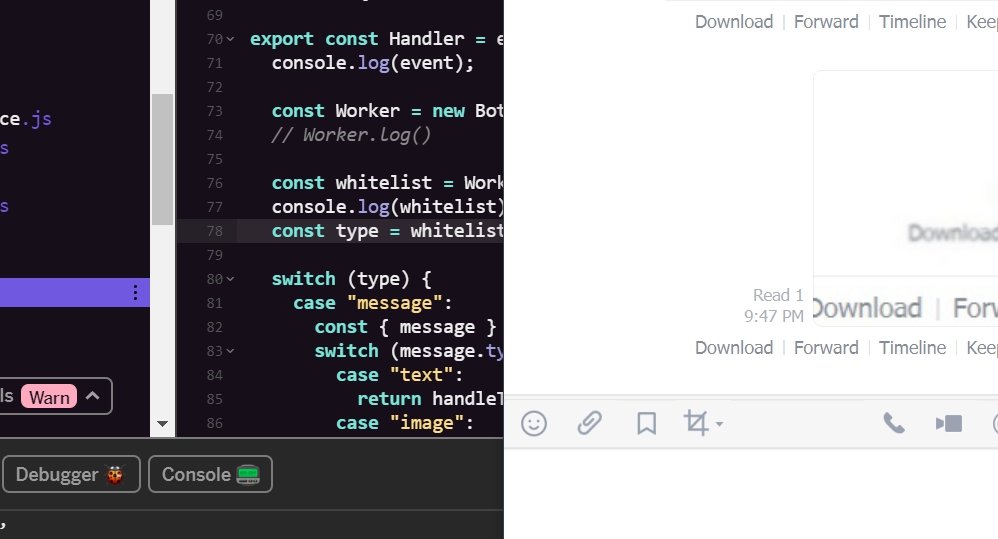 ce.js
s
s
ls Warn
69
70 export const Handler = e
71 console.log(event);
72
73 const Worker = new Bot
74 // Worker.log()
75
76 const whitelist = Work
77 console.log(whitelist)
78 const type = whitelist
79
80 switch (type) {
81 case "message":
82 const { message }
83 switch (message.ty
84 case "text":
85 return handleT
86 case "image":
Debugger
Console
,
Download | Forward | Timeline | Keep
Download
Download | Forw
Read 1
9:47 PM
Download | Forward | Timeline | Keep